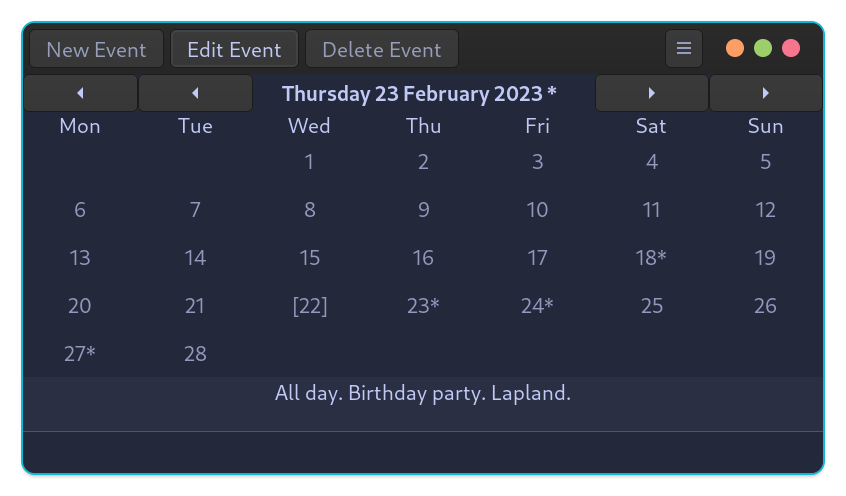 New Event Edit Event Delete Event
Thursday 23 February 2023 *
Mon Tue Wed Thu Fri Sat Sun
1 2 3 4 5
6 7 8 9 10 11 12
13 14 15 16 17 18* 19
20 21 [22] 23* 24* 25 26
27* 28
All day. Birthday party. Lapland.